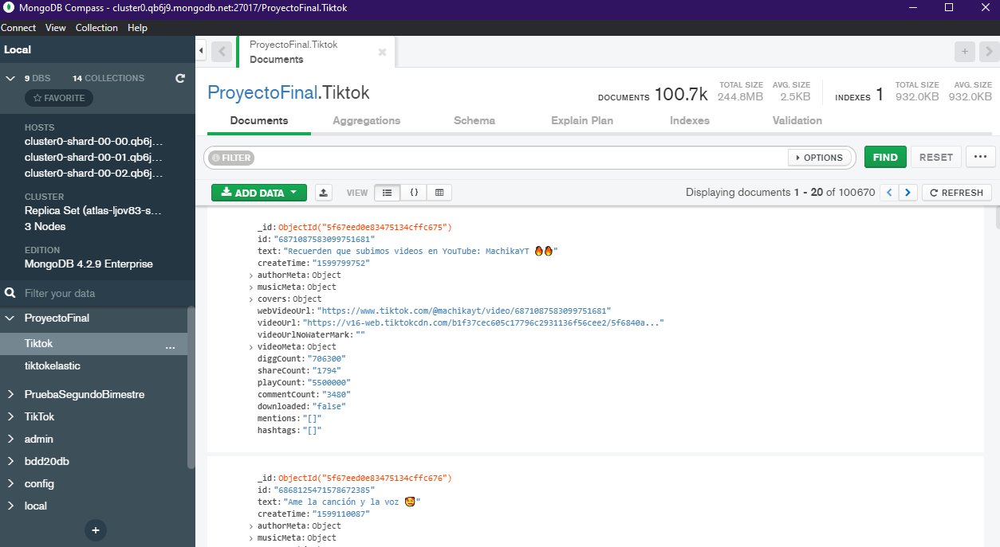 MongoDB Compass - cluster0.qb6j9.mongodb.net:27017/ProyectoFinal.Tiktok
Connect View Collection Help
Local
9 DBS 14 COLLECTIONS
☆ FAVORITE
HOSTS
cluster0-shard-00-00.qb6j...
cluster0-shard-00-01.qb6j...
cluster0-shard-00-02.qb6j...
CLUSTER
Replica Set (atlas-ljov83-s...
3 Nodes
EDITION
MongoDB 4.2.9 Enterprise
Filter your data
ProyectoFinal
Tiktok ...
tiktokelastic
PruebaSegundoBimestre
TikTok
admin
bdd20db
config
local
+
ProyectoFinal.Tiktok
Documents
+
ProyectoFinal.Tiktok
DOCUMENTS 100.7k
TOTAL SIZE
244.8MB
AVG. SIZE
2.5KB
INDEXES 1
TOTAL SIZE
932.0KB
AVG. SIZE
932.0KB
Documents Aggregations Schema Explain Plan Indexes Validation
FILTER OPTIONS FIND RESET ...
ADD DATA VIEW {} Displaying documents 1 - 20 of 100670 < > REFRESH
_id: ObjectId("5f67eed0e83475134cffc675")
id: "6871087583099751681"
text: "Recuerden que subimos videos en YouTube: MachikaYT 🔥🔥"
createTime: "1599799752"
> authorMeta: Object
> musicMeta: Object
> covers: Object
webVideoUrl: "https://www.tiktok.com/@machikayt/video/6871087583099751681"
videoUrl: "https://v16-web.tiktokcdn.com/b1f37cec605c17796c2931136f56cee2/5f6840a..."
videoUrlNoWaterMark: ""
> videoMeta: Object
diggCount: "706300"
shareCount: "1794"
playCount: "5500000"
commentCount: "3480"
downloaded: "false"
mentions: "[]"
hashtags: "[]"
_id: ObjectId("5f67eed0e83475134cffc676")
id: "6868125471578672385"
text: "Ame la canción y la voz 🥰"
createTime: "1599110087"
> authorMeta: Object
> musicMeta: Object